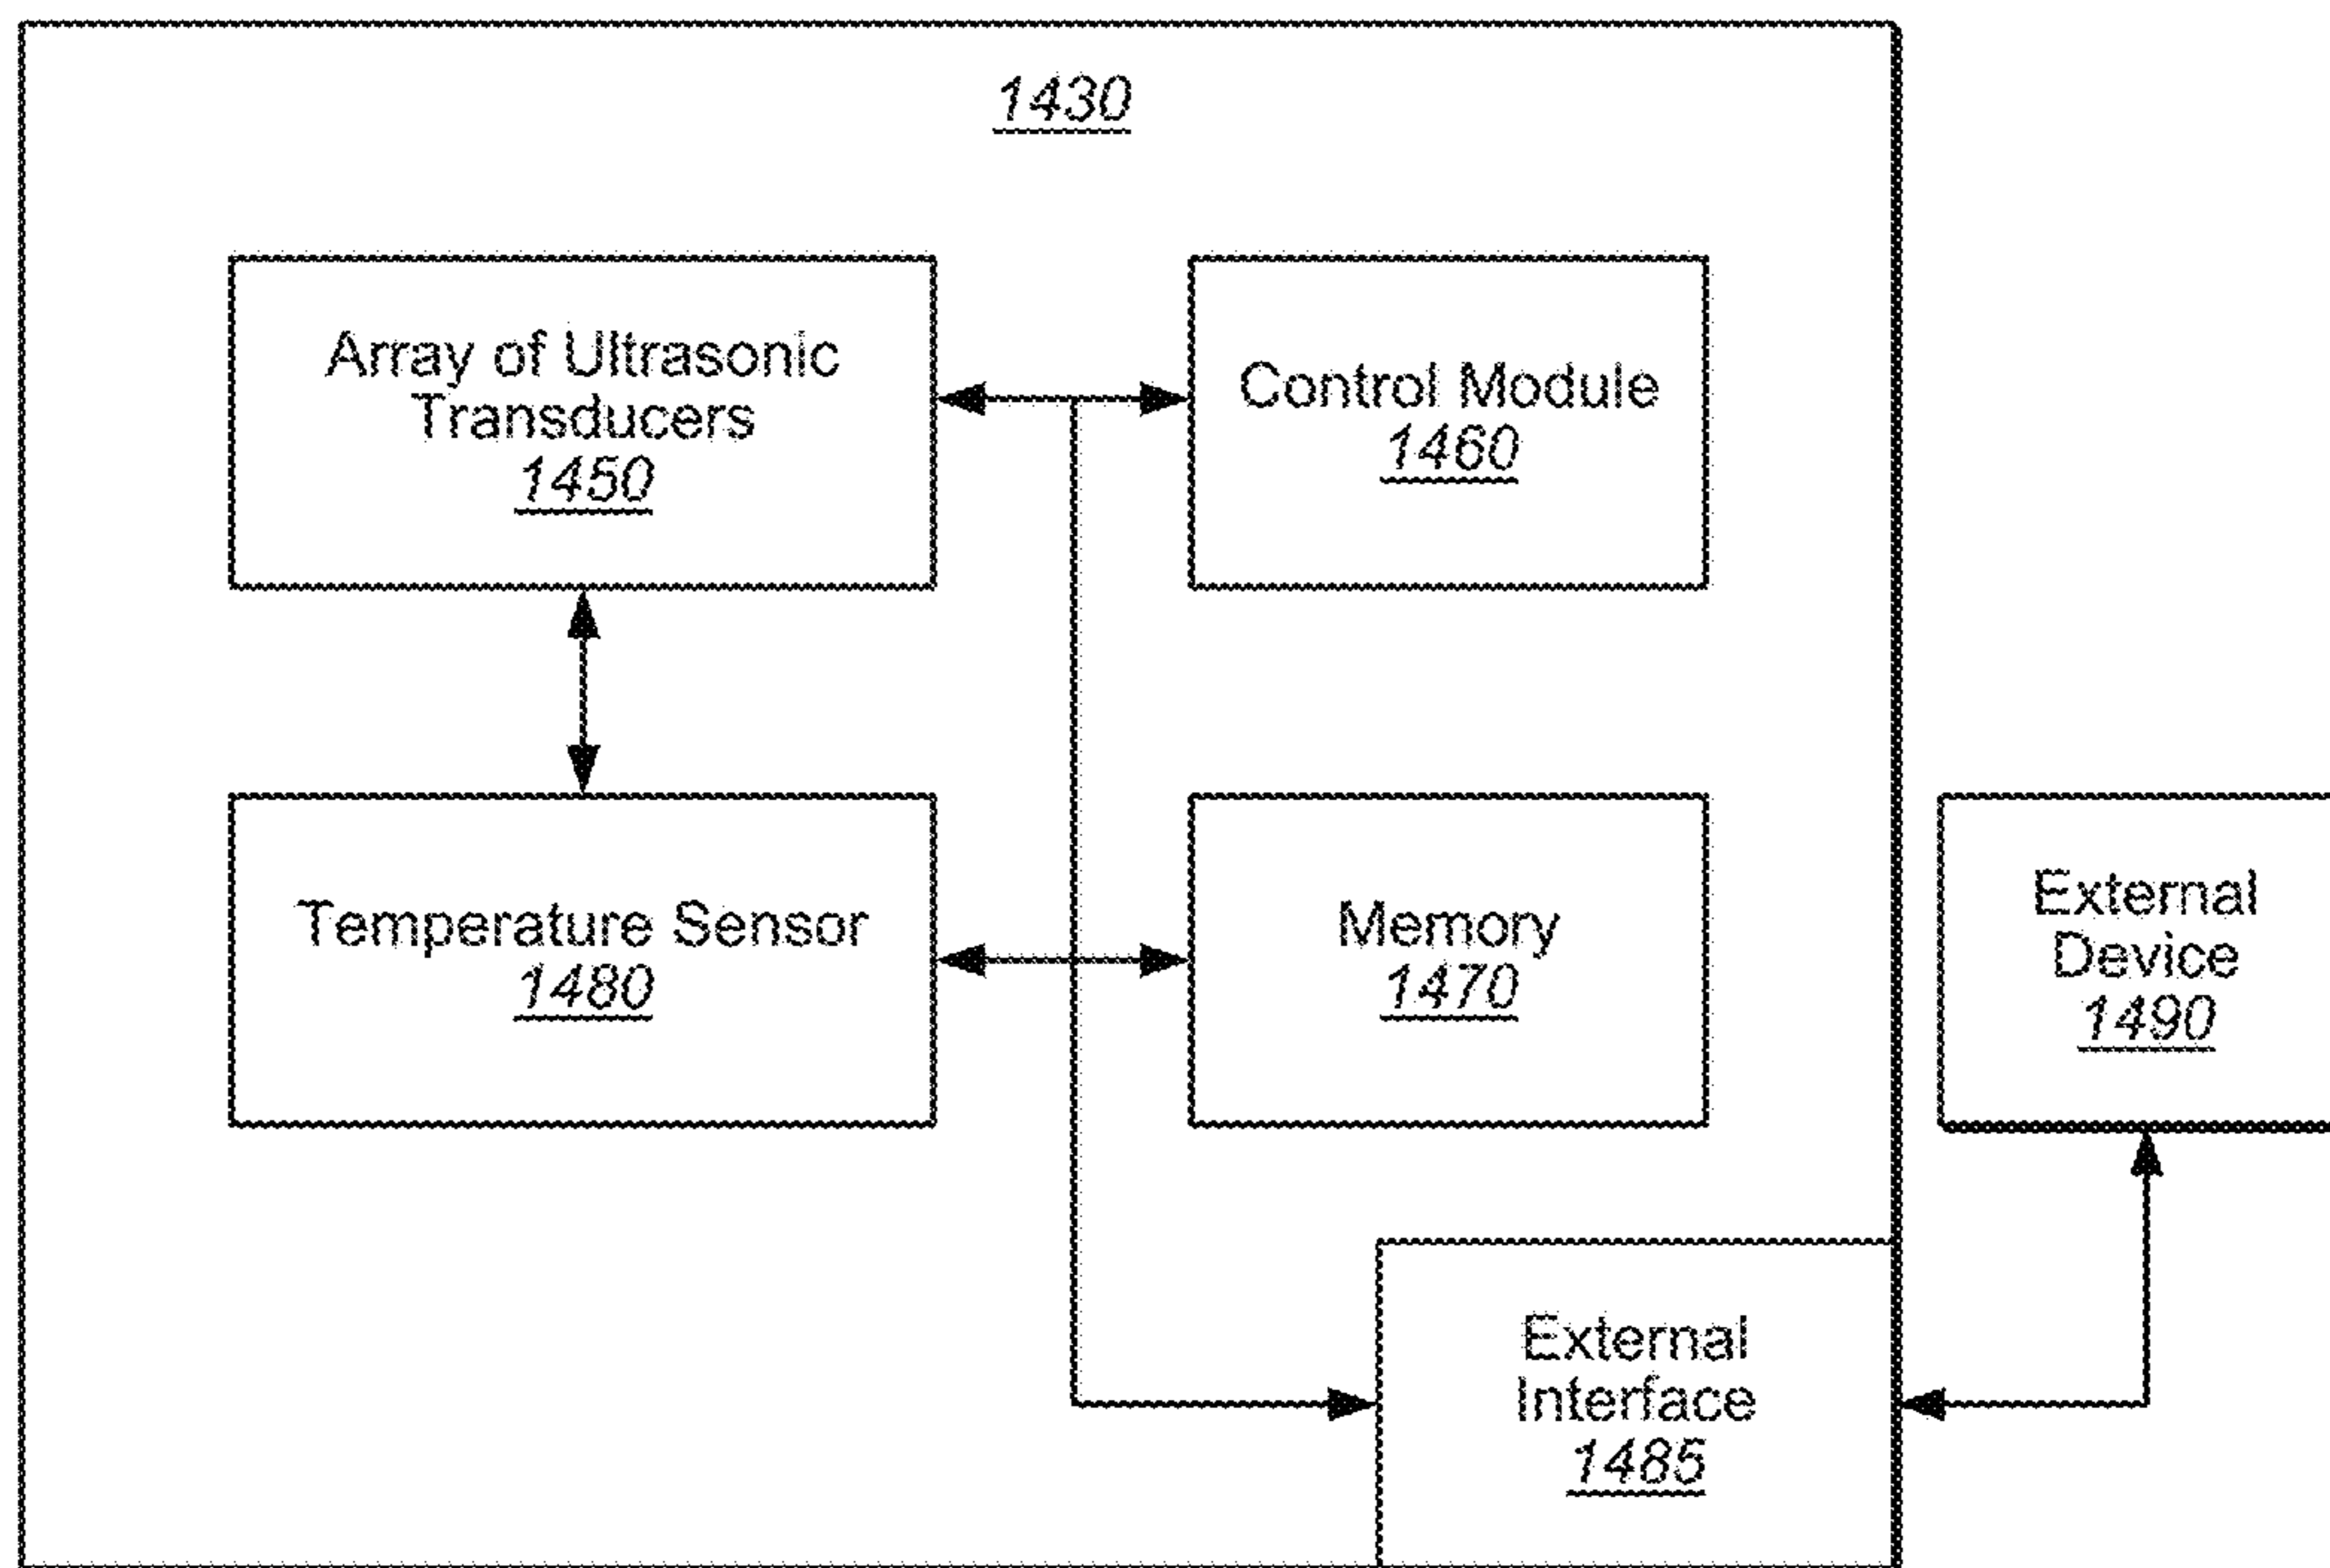 1430
Array of Ultrasonic
Transducers
1450
Control Module
1460
Temperature Sensor
1480
Memory
1470
External
Device
1490
External
Interface
1485